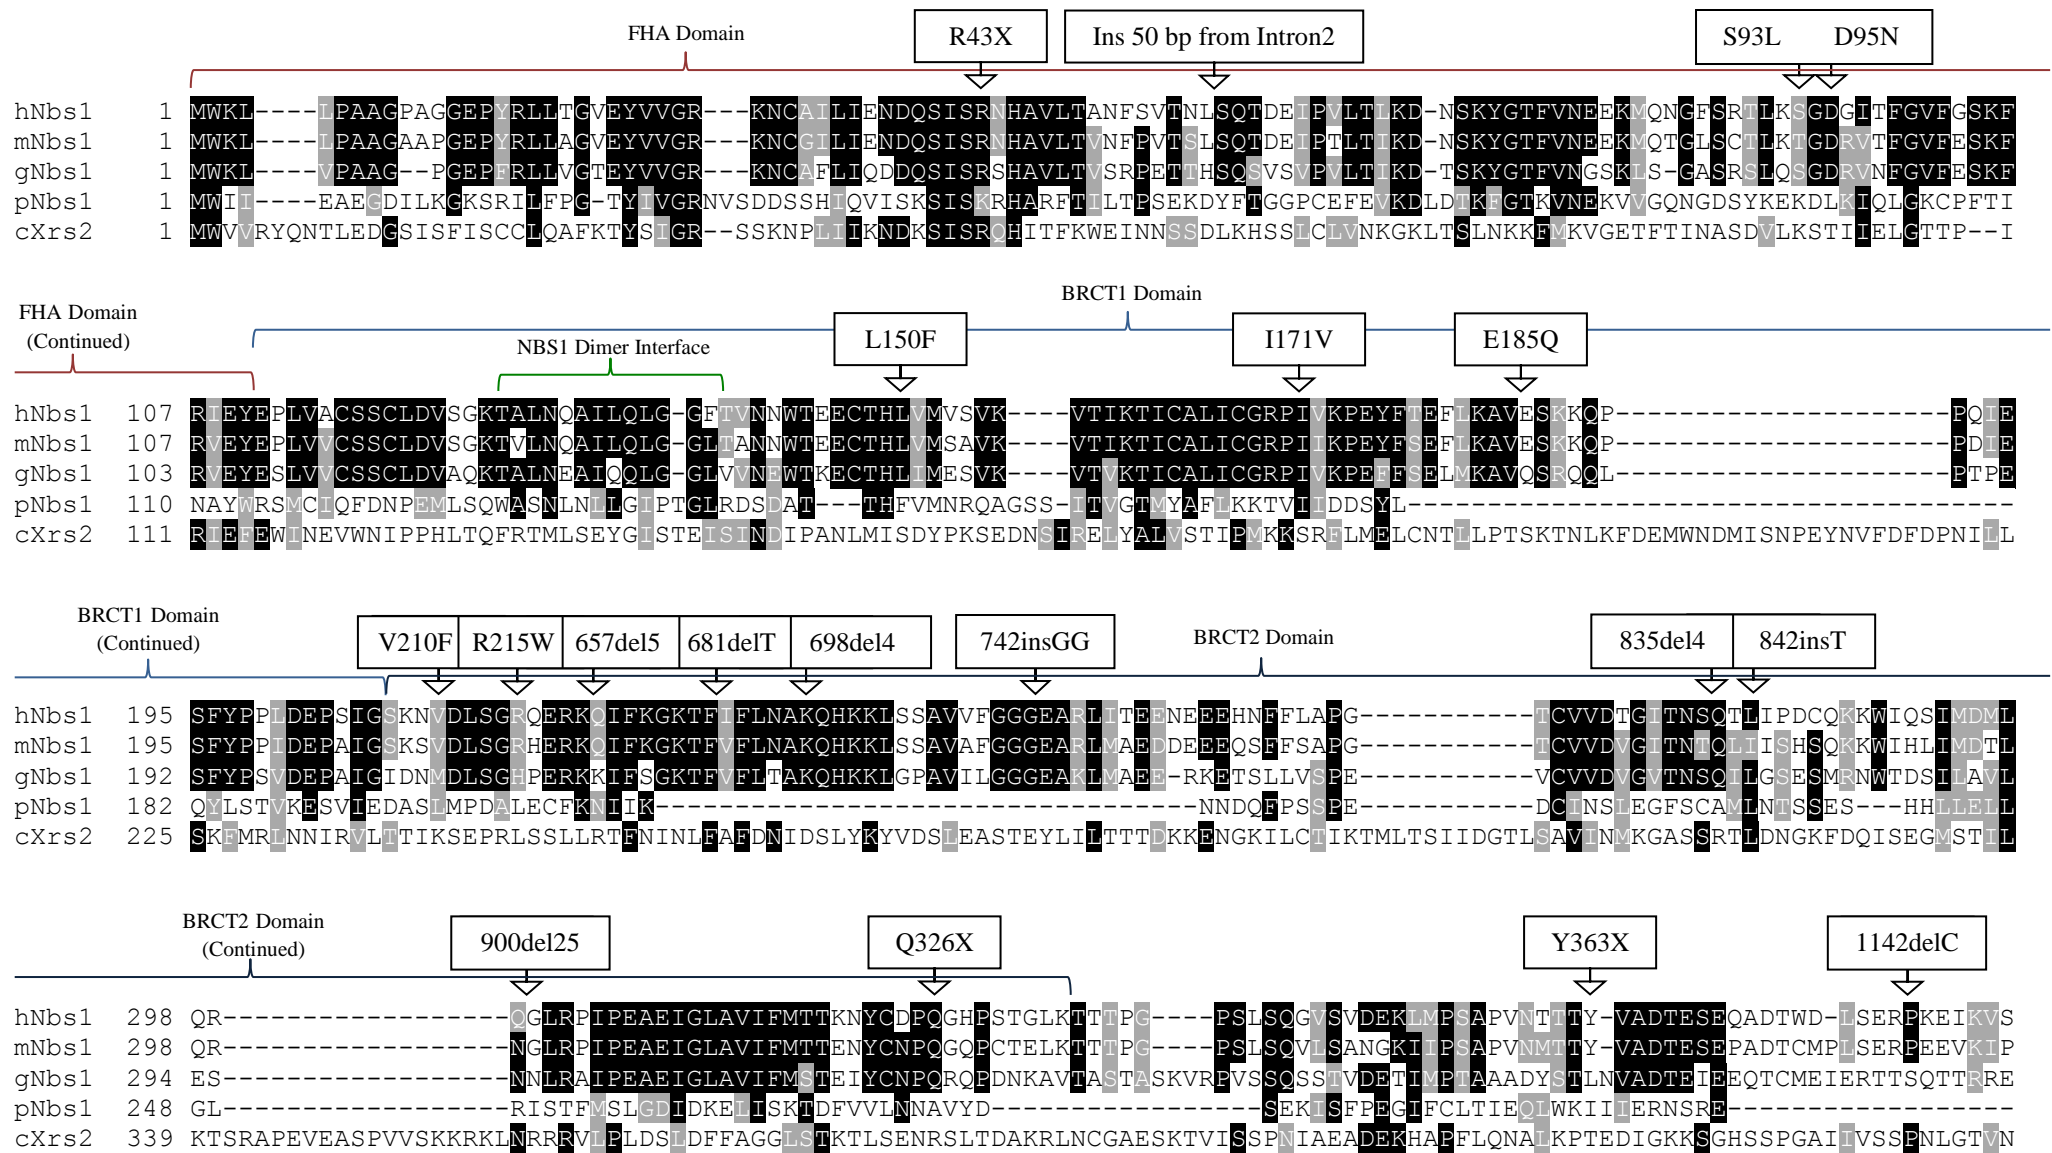 FHA Domain
R43X
Ins 50 bp from Intron2
S93L D95N
hNbs1 1 MWKL----LPAAGPAGGEPYRLLTGVEYVVGR---KNCAILIENDQSISRNHAVLTANFSVTNLSQTDEIPVLTLKD-NSKYGTFVNEEKMQNGFSRTLKSGDGITFGVFGSKF
mNbs1 1 MWKL----LPAAGAAPGEPYRLLAGVEYVVGR---KNCGILIENDQSISRNHAVLTVNFPVTSLSQTDEIPTLTIKD-NSKYGTFVNEEKMQTGLSCTLKTGDRVTFGVFESKF
gNbs1 1 MWKL----VPAAG--PGEPFRLLVGTEYVVGR---KNCAFLIQDDQSISRSHAVLTVSRPETTHSQSVSVPVLTIKD-TSKYGTFVNGSKLS-GASRSLQSGDRVNFGVFESKF
pNbs1 1 MWII----EAEGDILKGKSRILFPG-TYIVGRNVSDDSSHIQVISKSISKRHARFTILTPSEKDYFTGGPCEFEVKDLDTKFGTKVNEKVVGQNGDSYKEKDLKIQLGKCPFTI
cXrs2 1 MWVVRYQNTLEDGSISFISCCLQAFKTYSIGR---SSKNPLIIKNDKSISRQHITFKWEINNSSDLKHSSLCLVNKGKLTSLNKKFMKVGETFTINASDVLKSTIIELGTTP--I
FHA Domain
(Continued)
BRCT1 Domain
NBS1 Dimer Interface
L150F
I171V
E185Q
hNbs1 107 RIEYEPLVACSSCLDVSGKTALNQAILQLG-GFTVNNWTEECTHLVMVSVK----VTIKTICALICGRPIVKPEYFTEFLKAVESKKQP---------------------PQIE
mNbs1 107 RVEYEPLVVCSSCLDVSGKTVLNQAILQLG-GLTANNWTEECTHLVMSAVK----VTIKTICALICGRPIIKPEYFSEFLKAVESKKQP---------------------PDIE
gNbs1 103 RVEYESLVVCSSCLDVAQKTALNEAIQQLG-GLVVNEWTKECTHLIMESVK----VTVKTICALICGRPIVKPEFFSELMKAVQSRQQL---------------------PTPE
pNbs1 110 NAYWRSMCIQFDNPEMLSQWASNLNLLGIPTGLRDSDAT---THFVMNRQAGSS-ITVGTMYAFLKKTVIIDDSYL--------------------------------------
cXrs2 111 RIEFEWINEVWNIPPHLTQFRTMLSEYGISTEISINDIPANLMISDYPKSEDNSIRELYALVSTIPMKKSRFLMELCNTLLPTSKTNLKFDEMWNDMISNPEYNVFDFDPNILL
BRCT1 Domain
(Continued)
V210F
R215W
657del5
681delT
698del4
742insGG
BRCT2 Domain
835del4
842insT
hNbs1 195 SFYPPLDEPSIGSKNVDLSGRQERKQIFKGKTFIFLNAKQHKKLSSAVVFGGGEARLITEENEEEHNFFLAPG-----------TCVVDTGITNSQTLIPDCQKKWIQSIMDML
mNbs1 195 SFYPPIDEPAIGSKSVDLSGRHERKQIFKGKTFVFLNAKQHKKLSSAVAFGGGEARLMAEDDEEEQSFFSAPG-----------TCVVDVGITNTQLIISHSQKKWIHLIMDTL
gNbs1 192 SFYPSVDEPAIGIDNMDLSGHPERKKIFSGKTFVFLTAKQHKKLGPAVILGGGEAKLMAEE-RKETSLLVSPE-----------VCVVDVGVTNSQILGSESMRNWTDSILAVL
pNbs1 182 QYLSTVKESVIEDASLMPDALECFKNIIK----------------------------------NNDQFPSSPE-----------DCINSLEGFSCAMLNTSSES---HHLLELL
cXrs2 225 SKFMRLNNIRVLTTIKSEPRLSSLLRTFNINLFAFDNIDSLYKYVDSLEASTEYLILTTTDKKENGKILCTIKTMLTSIIDGTLSAVINMKGASSRTLDNGKFDQISEGMSTIL
BRCT2 Domain
(Continued)
900del25
Q326X
Y363X
1142delC
hNbs1 298 QR------------------QGLRPIPEAEIGLAVIFMTTKNYCDPQGHPSTGLKTTTPG----PSLSQGVSVDEKLMPSAPVNTTTY-VADTESEQADTWD-LSERPKEIKVS
mNbs1 298 QR------------------NGLRPIPEAEIGLAVIFMTTENYCNPQGQPCTELKTTTPG----PSLSQVLSANGKIIPSAPVNMTTY-VADTESEPADTCMPLSERPEEVKIP
gNbs1 294 ES------------------NNLRAIPEAEIGLAVIFMSTEIYCNPQRQPDNKAVTASTASKVRPVSSQSSTVDETIMPTAAADYSTLNVADTEIEEQTCMEIERTTSQTTRRE
pNbs1 248 GL------------------RISTFMSLGDIDKELISKTDFVVLNNAVYD-----------------SEKISFPEGIFCLTIEQLWKIIIERNSRE------------------
cXrs2 339 KTSRAPEVEASPVVSKKRKLNRRRVLPLDSLDFFAGGLSTKTLSENRSLTDAKRLNCGAESKTVISSPNIAEADEKHAPFLQNALKPTEDIGKKSGHSSPGAIIVSSPNLGTVN